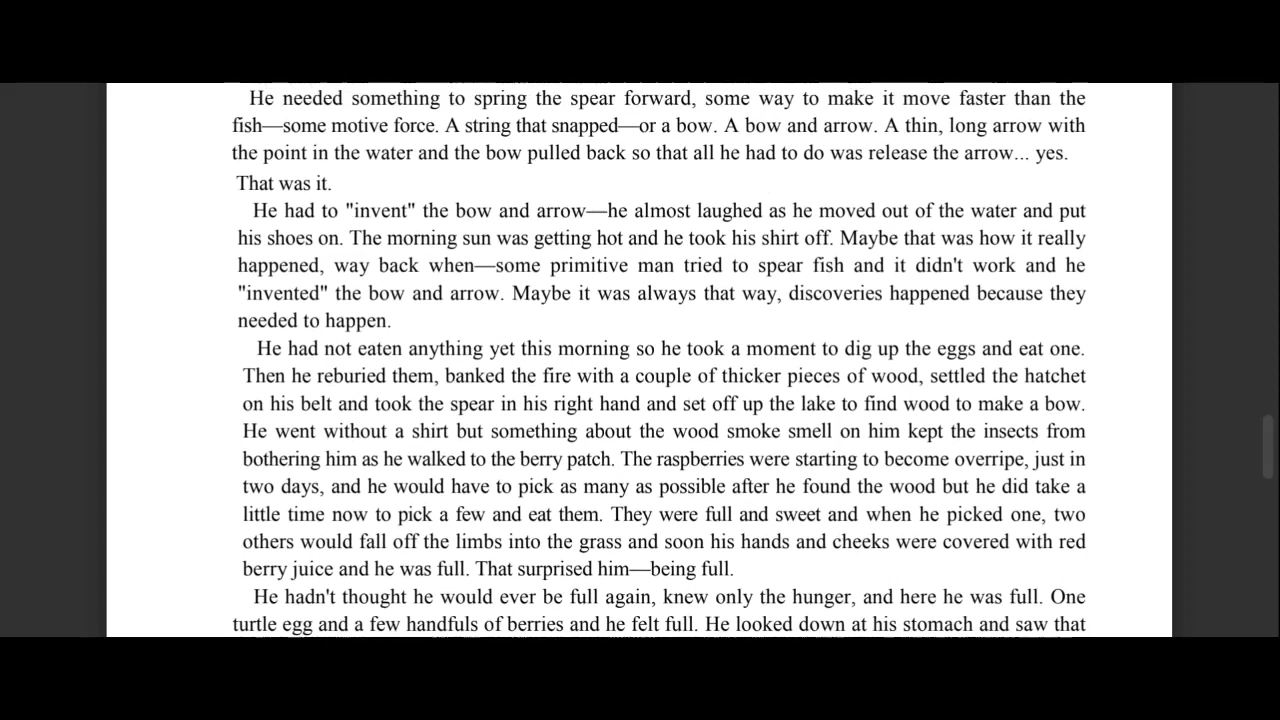 He needed something to spring the spear forward, some way to make it move faster than the
fish—some motive force. A string that snapped—or a bow. A bow and arrow. A thin, long arrow with
the point in the water and the bow pulled back so that all he had to do was release the arrow... yes.
That was it.
He had to "invent" the bow and arrow—he almost laughed as he moved out of the water and put
his shoes on. The morning sun was getting hot and he took his shirt off. Maybe that was how it really
happened, way back when—some primitive man tried to spear fish and it didn't work and he
"invented" the bow and arrow. Maybe it was always that way, discoveries happened because they
needed to happen.
He had not eaten anything yet this morning so he took a moment to dig up the eggs and eat one.
Then he reburied them, banked the fire with a couple of thicker pieces of wood, settled the hatchet
on his belt and took the spear in his right hand and set off up the lake to find wood to make a bow.
He went without a shirt but something about the wood smoke smell on him kept the insects from
bothering him as he walked to the berry patch. The raspberries were starting to become overripe, just in
two days, and he would have to pick as many as possible after he found the wood but he did take a
little time now to pick a few and eat them. They were full and sweet and when he picked one, two
others would fall off the limbs into the grass and soon his hands and cheeks were covered with red
berry juice and he was full. That surprised him—being full.
He hadn't thought he would ever be full again, knew only the hunger, and here he was full. One
turtle egg and a few handfuls of berries and he felt full. He looked down at his stomach and saw that